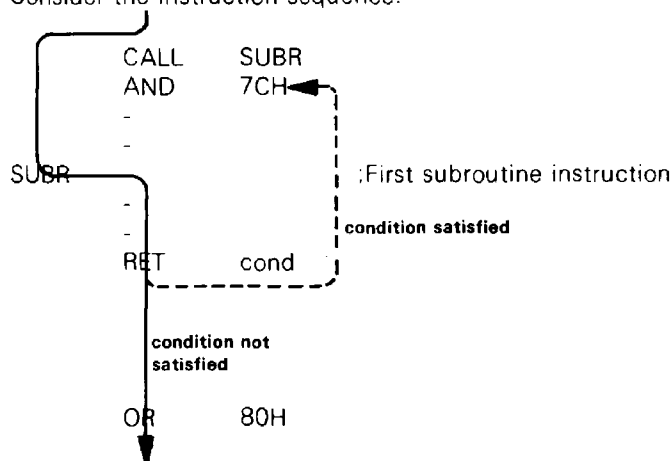 Consider the instruction sequence:
CALL SUBR
AND 7CH
-
-
SUBR ;First subroutine instruction
-
-
condition satisfied
RET cond
condition not
satisfied
OR 80H